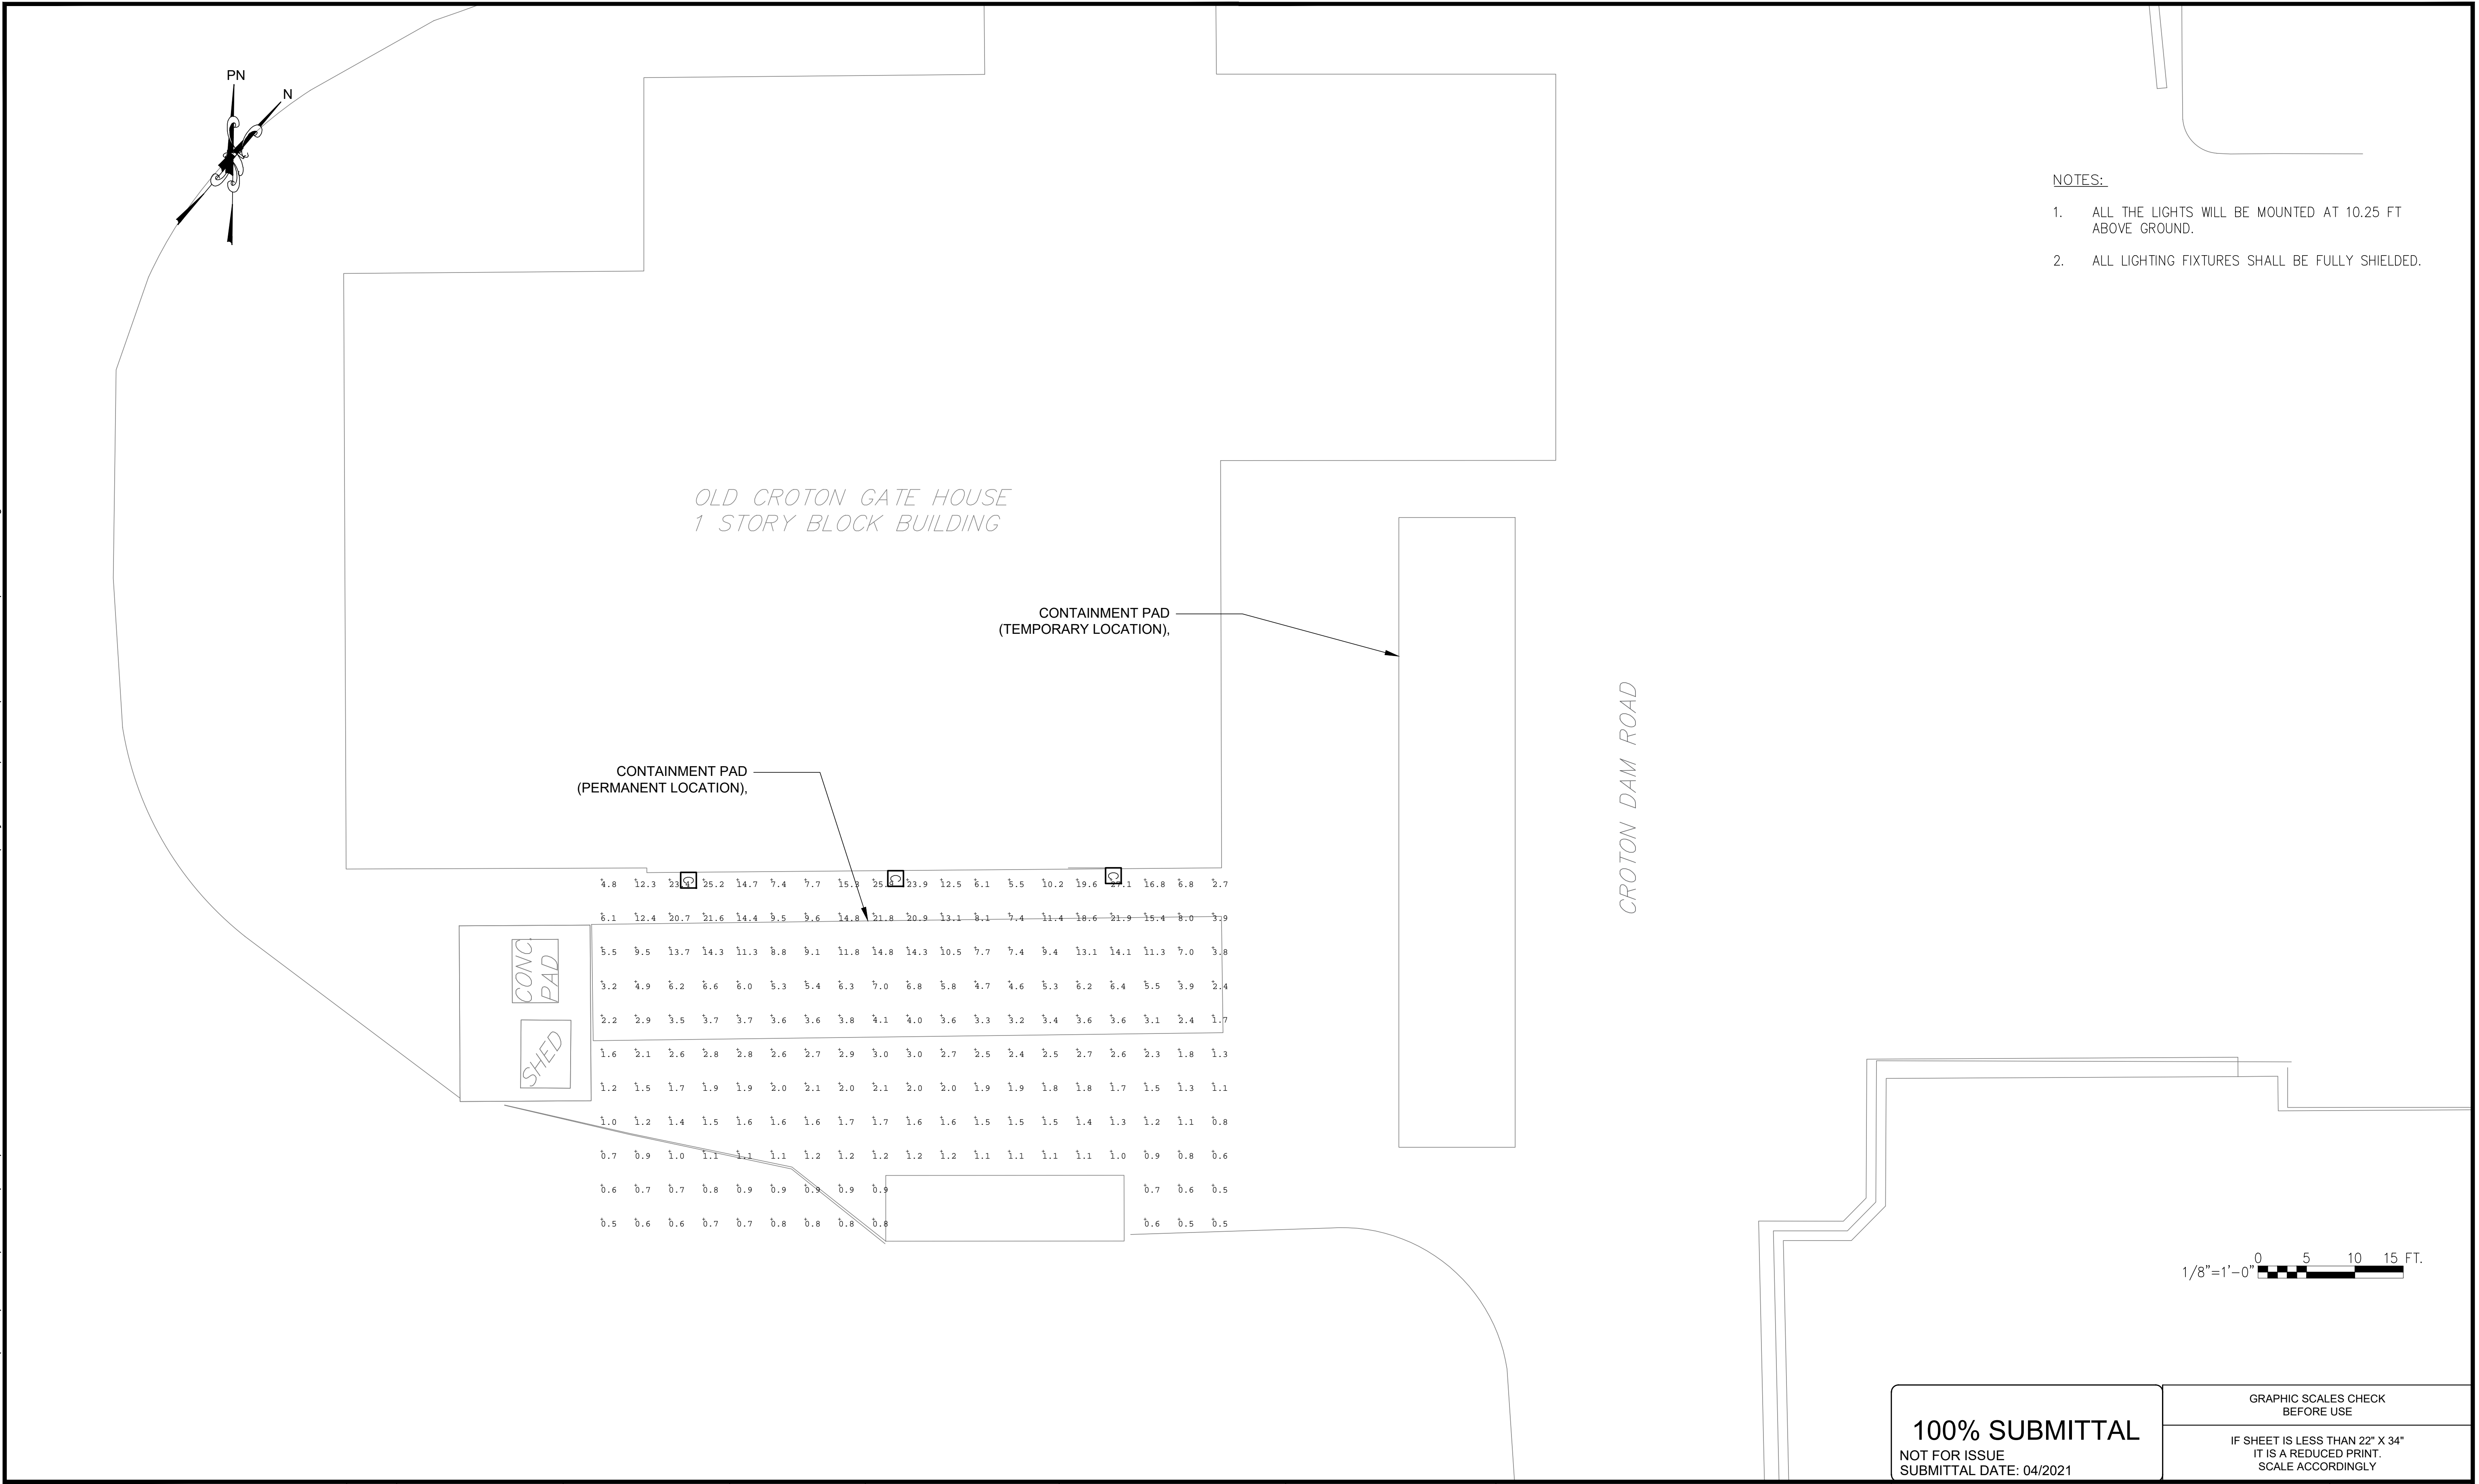 PN
N
NOTES:
1. ALL THE LIGHTS WILL BE MOUNTED AT 10.25 FT
ABOVE GROUND.
2. ALL LIGHTING FIXTURES SHALL BE FULLY SHIELDED.
OLD CROTON GATE HOUSE
1 STORY BLOCK BUILDING
CONTAINMENT PAD
(TEMPORARY LOCATION),
CROTON DAM ROAD
CONTAINMENT PAD
(PERMANENT LOCATION),
4.8 12.3 25.2 14.7 7.4 7.7 15.3 23.9 12.5 6.1 5.5 10.2 19.6 27.1 16.8 6.8 2.7
6.1 12.4 20.7 21.6 14.4 9.5 9.6 14.8 21.8 20.9 13.1 8.1 7.4 11.4 18.6 21.9 15.4 8.0 3.9
5.5 9.5 13.7 14.3 11.3 8.8 9.1 11.8 14.8 14.3 10.5 7.7 7.4 9.4 13.1 14.1 11.3 7.0 3.8
3.2 4.9 6.2 6.6 6.0 5.3 5.4 6.3 7.0 6.8 5.8 4.7 4.6 5.3 6.2 6.4 5.5 3.9 2.4
2.2 2.9 3.5 3.7 3.7 3.6 3.6 3.8 4.1 4.0 3.6 3.3 3.2 3.4 3.6 3.6 3.1 2.4 1.7
1.6 2.1 2.6 2.8 2.8 2.6 2.7 2.9 3.0 3.0 2.7 2.5 2.4 2.5 2.7 2.6 2.3 1.8 1.3
1.2 1.5 1.7 1.9 1.9 2.0 2.1 2.0 2.1 2.0 2.0 1.9 1.9 1.8 1.8 1.7 1.5 1.3 1.1
1.0 1.2 1.4 1.5 1.6 1.6 1.6 1.7 1.7 1.6 1.6 1.5 1.5 1.5 1.4 1.3 1.2 1.1 0.8
0.7 0.9 1.0 1.1 1.1 1.1 1.2 1.2 1.2 1.2 1.2 1.1 1.1 1.1 1.1 1.0 0.9 0.8 0.6
0.6 0.7 0.7 0.8 0.9 0.9 0.9 0.9 0.9 0.7 0.6 0.5
0.5 0.6 0.6 0.7 0.7 0.8 0.8 0.8 0.8 0.6 0.5 0.5
CONC.
PAD
SHED
0 5 10 15 FT.
1/8"=1'-0"
100% SUBMITTAL
NOT FOR ISSUE
SUBMITTAL DATE: 04/2021
GRAPHIC SCALES CHECK
BEFORE USE
IF SHEET IS LESS THAN 22" X 34"
IT IS A REDUCED PRINT.
SCALE ACCORDINGLY